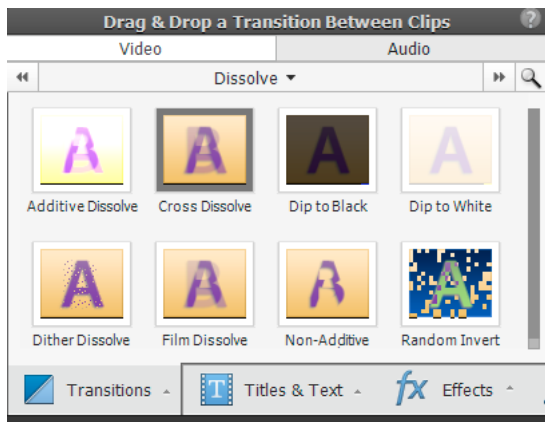 Drag & Drop a Transition Between Clips ?
Video Audio
Dissolve
A A A A
Additive Dissolve Cross Dissolve Dip to Black Dip to White
A A A A
Dither Dissolve Film Dissolve Non-Additive Random Invert
Transitions T Titles & Text fx Effects